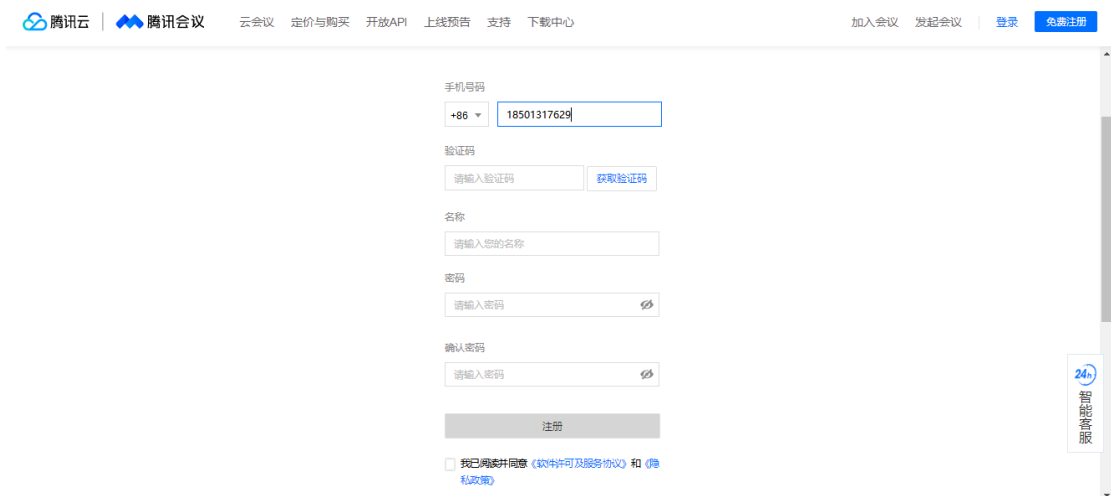 腾讯云 腾讯会议 云会议 定价与购买 开放API 上线预告 支持 下载中心 加入会议 发起会议 登录 免费注册
手机号码
+86 18501317629
验证码
请输入验证码 获取验证码
名称
请输入您的名称
密码
请输入密码
确认密码
请输入密码
24h
智能客服
注册
我已阅读并同意《软件许可及服务协议》和《隐
私政策》